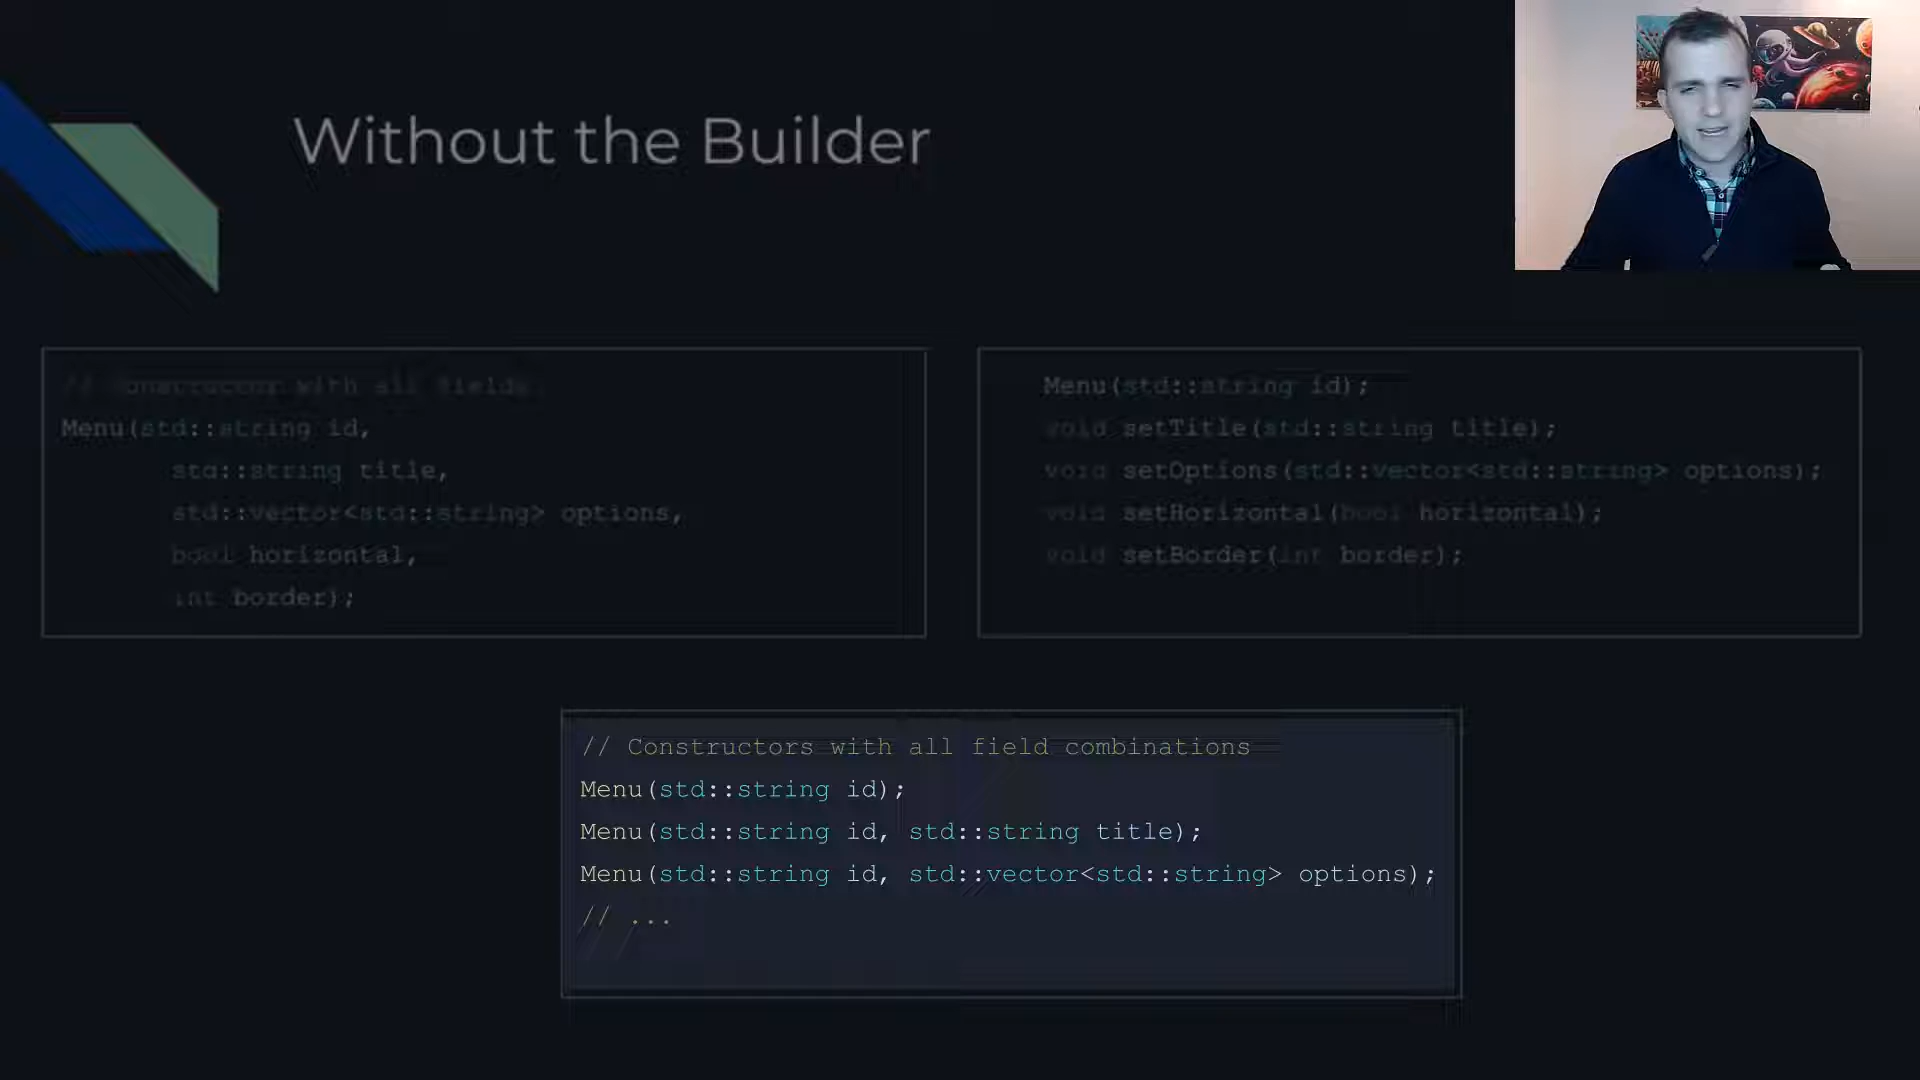 Without the Builder
// Constructor with all fields
Menu(std::string id,
std::string title,
std::vector<std::string> options,
bool horizontal,
int border);
Menu(std::string id);
void setTitle(std::string title);
void setOptions(std::vector<std::string> options);
void setHorizontal(bool horizontal);
void setBorder(int border);
// Constructors with all field combinations
Menu(std::string id);
Menu(std::string id, std::string title);
Menu(std::string id, std::vector<std::string> options);
// ...